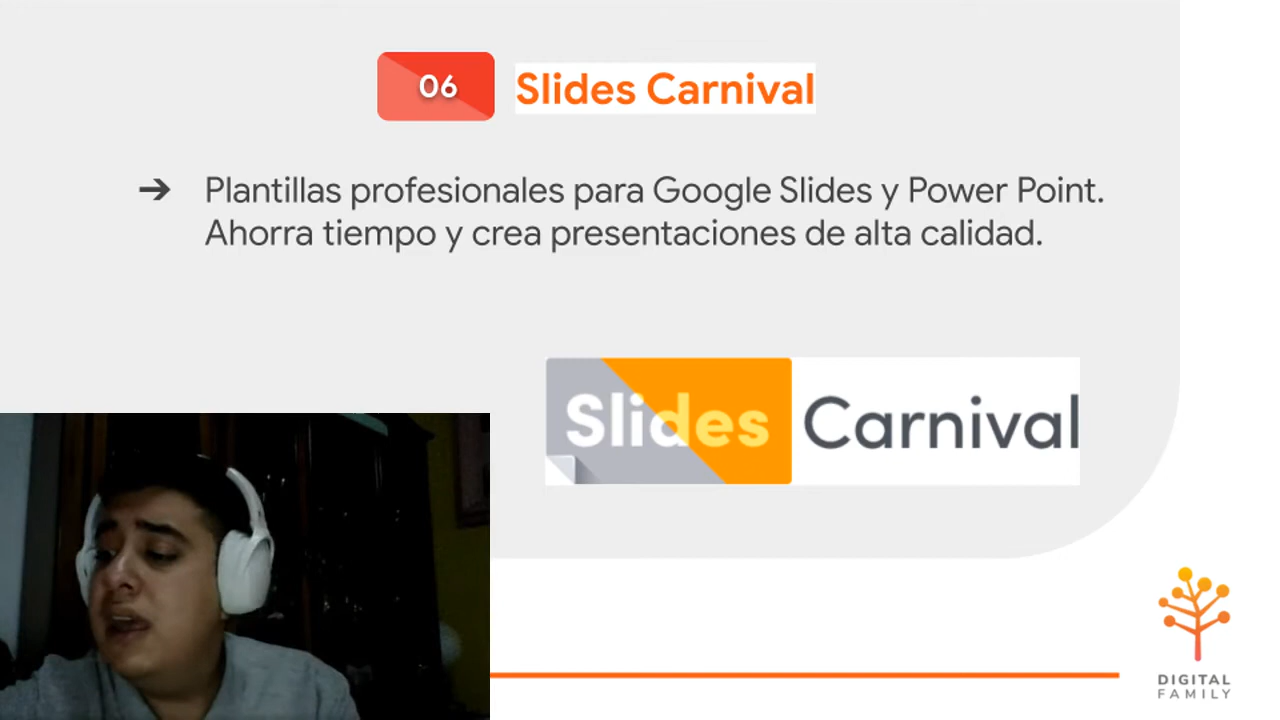 06
Slides Carnival
➔ Plantillas profesionales para Google Slides y Power Point.
Ahorra tiempo y crea presentaciones de alta calidad.
Slides Carnival
DIGITAL
FAMILY